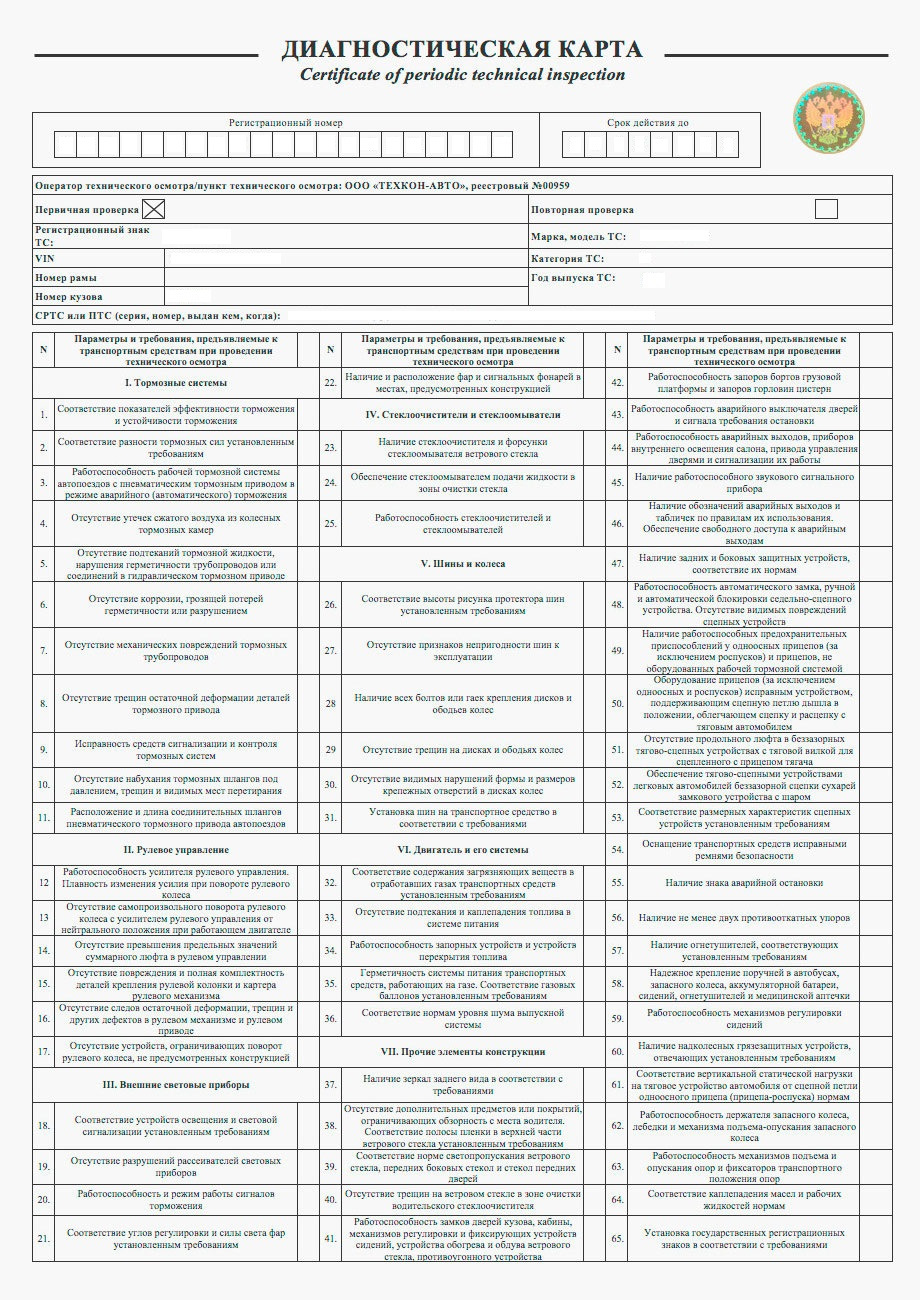 ДИАГНОСТИЧЕСКАЯ КАРТА
Certificate of periodic technical inspection
Регистрационный номер
Срок действия до
Оператор технического осмотра/пункт технического осмотра: ООО «ТЕХКОН-АВТО», реестровый №00959
Первичная проверка
Повторная проверка
Регистрационный знак
ТС:
Марка, модель ТС:
VIN
Категория ТС:
Номер рамы
Год выпуска ТС:
Номер кузова
СРТС или ПТС (серия, номер, выдан кем, когда):
N
Параметры и требования, предъявляемые к
транспортным средствам при проведении
технического осмотра
I. Тормозные системы
1.
Соответствие показателей эффективности торможения
и устойчивости торможения
2.
Соответствие разности тормозных сил установленным
требованиям
3.
Работоспособность рабочей тормозной системы
автопоездов с пневматическим тормозным приводом в
режиме аварийного (автоматического) торможения
4.
Отсутствие утечек сжатого воздуха из колесных
тормозных камер
5.
Отсутствие подтеканий тормозной жидкости,
нарушения герметичности трубопроводов или
соединений в гидравлическом тормозном приводе
6.
Отсутствие коррозии, грозящей потерей
герметичности или разрушением
7.
Отсутствие механических повреждений тормозных
трубопроводов
8.
Отсутствие трещин остаточной деформации деталей
тормозного привода
9.
Исправность средств сигнализации и контроля
тормозных систем
10.
Отсутствие набухания тормозных шлангов под
давлением, трещин и видимых мест перетирания
11.
Расположение и длина соединительных шлангов
пневматического тормозного привода автопоездов
II. Рулевое управление
12
Работоспособность усилителя рулевого управления.
Плавность изменения усилия при повороте рулевого
колеса
13
Отсутствие самопроизвольного поворота рулевого
колеса с усилителем рулевого управления от
нейтрального положения при работающем двигателе
14.
Отсутствие превышения предельных значений
суммарного люфта в рулевом управлении
15.
Отсутствие повреждения и полная комплектность
деталей крепления рулевой колонки и картера
рулевого механизма
16.
Отсутствие следов остаточной деформации, трещин и
других дефектов в рулевом механизме и рулевом
приводе
17.
Отсутствие устройств, ограничивающих поворот
рулевого колеса, не предусмотренных конструкцией
III. Внешние световые приборы
18.
Соответствие устройств освещения и световой
сигнализации установленным требованиям
19.
Отсутствие разрушений рассеивателей световых
приборов
20.
Работоспособность и режим работы сигналов
торможения
21.
Соответствие углов регулировки и силы света фар
установленным требованиям
N
Параметры и требования, предъявляемые к
транспортным средствам при проведении
технического осмотра
22.
Наличие и расположение фар и сигнальных фонарей в
местах, предусмотренных конструкцией
IV. Стеклоочистители и стеклоомыватели
23.
Наличие стеклоочистителя и форсунки
стеклоомывателя ветрового стекла
24.
Обеспечение стеклоомывателем подачи жидкости в
зоны очистки стекла
25.
Работоспособность стеклоочистителей и
стеклоомывателей
V. Шины и колеса
26.
Соответствие высоты рисунка протектора шин
установленным требованиям
27.
Отсутствие признаков непригодности шин к
эксплуатации
28
Наличие всех болтов или гаек крепления дисков и
ободьев колес
29
Отсутствие трещин на дисках и ободьях колес
30.
Отсутствие видимых нарушений формы и размеров
крепежных отверстий в дисках колес
31.
Установка шин на транспортное средство в
соответствии с требованиями
VI. Двигатель и его системы
32.
Соответствие содержания загрязняющих веществ в
отработавших газах транспортных средств
установленным требованиям
33.
Отсутствие подтекания и каплепадения топлива в
системе питания
34.
Работоспособность запорных устройств и устройств
перекрытия топлива
35.
Герметичность системы питания транспортных
средств, работающих на газе. Соответствие газовых
баллонов установленным требованиям
36.
Соответствие нормам уровня шума выпускной
системы
VII. Прочие элементы конструкции
37.
Наличие зеркал заднего вида в соответствии с
требованиями
38.
Отсутствие дополнительных предметов или покрытий,
ограничивающих обзорность с места водителя.
Соответствие полосы пленки в верхней части
ветрового стекла установленным требованиям
39.
Соответствие норме светопропускания ветрового
стекла, передних боковых стекол и стекол передних
дверей
40.
Отсутствие трещин на ветровом стекле в зоне очистки
водительского стеклоочистителя
41.
Работоспособность замков дверей кузова, кабины,
механизмов регулировки и фиксирующих устройств
сидений, устройства обогрева и обдува ветрового
стекла, противоугонного устройства
N
Параметры и требования, предъявляемые к
транспортным средствам при проведении
технического осмотра
42.
Работоспособность запоров бортов грузовой
платформы и запоров горловин цистерн
43.
Работоспособность аварийного выключателя дверей
и сигнала требования остановки
44.
Работоспособность аварийных выходов, приборов
внутреннего освещения салона, привода управления
дверями и сигнализации их работы
45.
Наличие работоспособного звукового сигнального
прибора
46.
Наличие обозначений аварийных выходов и
табличек по правилам их использования.
Обеспечение свободного доступа к аварийным
выходам
47.
Наличие задних и боковых защитных устройств,
соответствие их нормам
48.
Работоспособность автоматического замка, ручной
и автоматической блокировки седельно-сцепного
устройства. Отсутствие видимых повреждений
сцепных устройств
49.
Наличие работоспособных предохранительных
приспособлений у одноосных прицепов (за
исключением роспусков) и прицепов, не
оборудованных рабочей тормозной системой
50.
Оборудование прицепов (за исключением
одноосных и роспусков) исправным устройством,
поддерживающим сцепную петлю дышла в
положении, облегчающем сцепку и расцепку с
тяговым автомобилем
51.
Отсутствие продольного люфта в беззазорных
тягово-сцепных устройствах с тяговой вилкой для
сцепленного с прицепом тягача
52.
Обеспечение тягово-сцепными устройствами
легковых автомобилей беззазорной сцепки сухарей
замкового устройства с шаром
53.
Соответствие размерных характеристик сцепных
устройств установленным требованиям
54.
Оснащение транспортных средств исправными
ремнями безопасности
55.
Наличие знака аварийной остановки
56.
Наличие не менее двух противооткатных упоров
57.
Наличие огнетушителей, соответствующих
установленным требованиям
58.
Надежное крепление поручней в автобусах,
запасного колеса, аккумуляторной батареи,
сидений, огнетушителей и медицинской аптечки
59.
Работоспособность механизмов регулировки
сидений
60.
Наличие надколесных грязезащитных устройств,
отвечающих установленным требованиям
61.
Соответствие вертикальной статической нагрузки
на тяговое устройство автомобиля от сцепной петли
одноосного прицепа (прицепа-роспуска) нормам
62.
Работоспособность держателя запасного колеса,
лебедки и механизма подъема-опускания запасного
колеса
63.
Работоспособность механизмов подъема и
опускания опор и фиксаторов транспортного
положения опор
64.
Соответствие каплепадения масел и рабочих
жидкостей нормам
65.
Установка государственных регистрационных
знаков в соответствии с требованиями